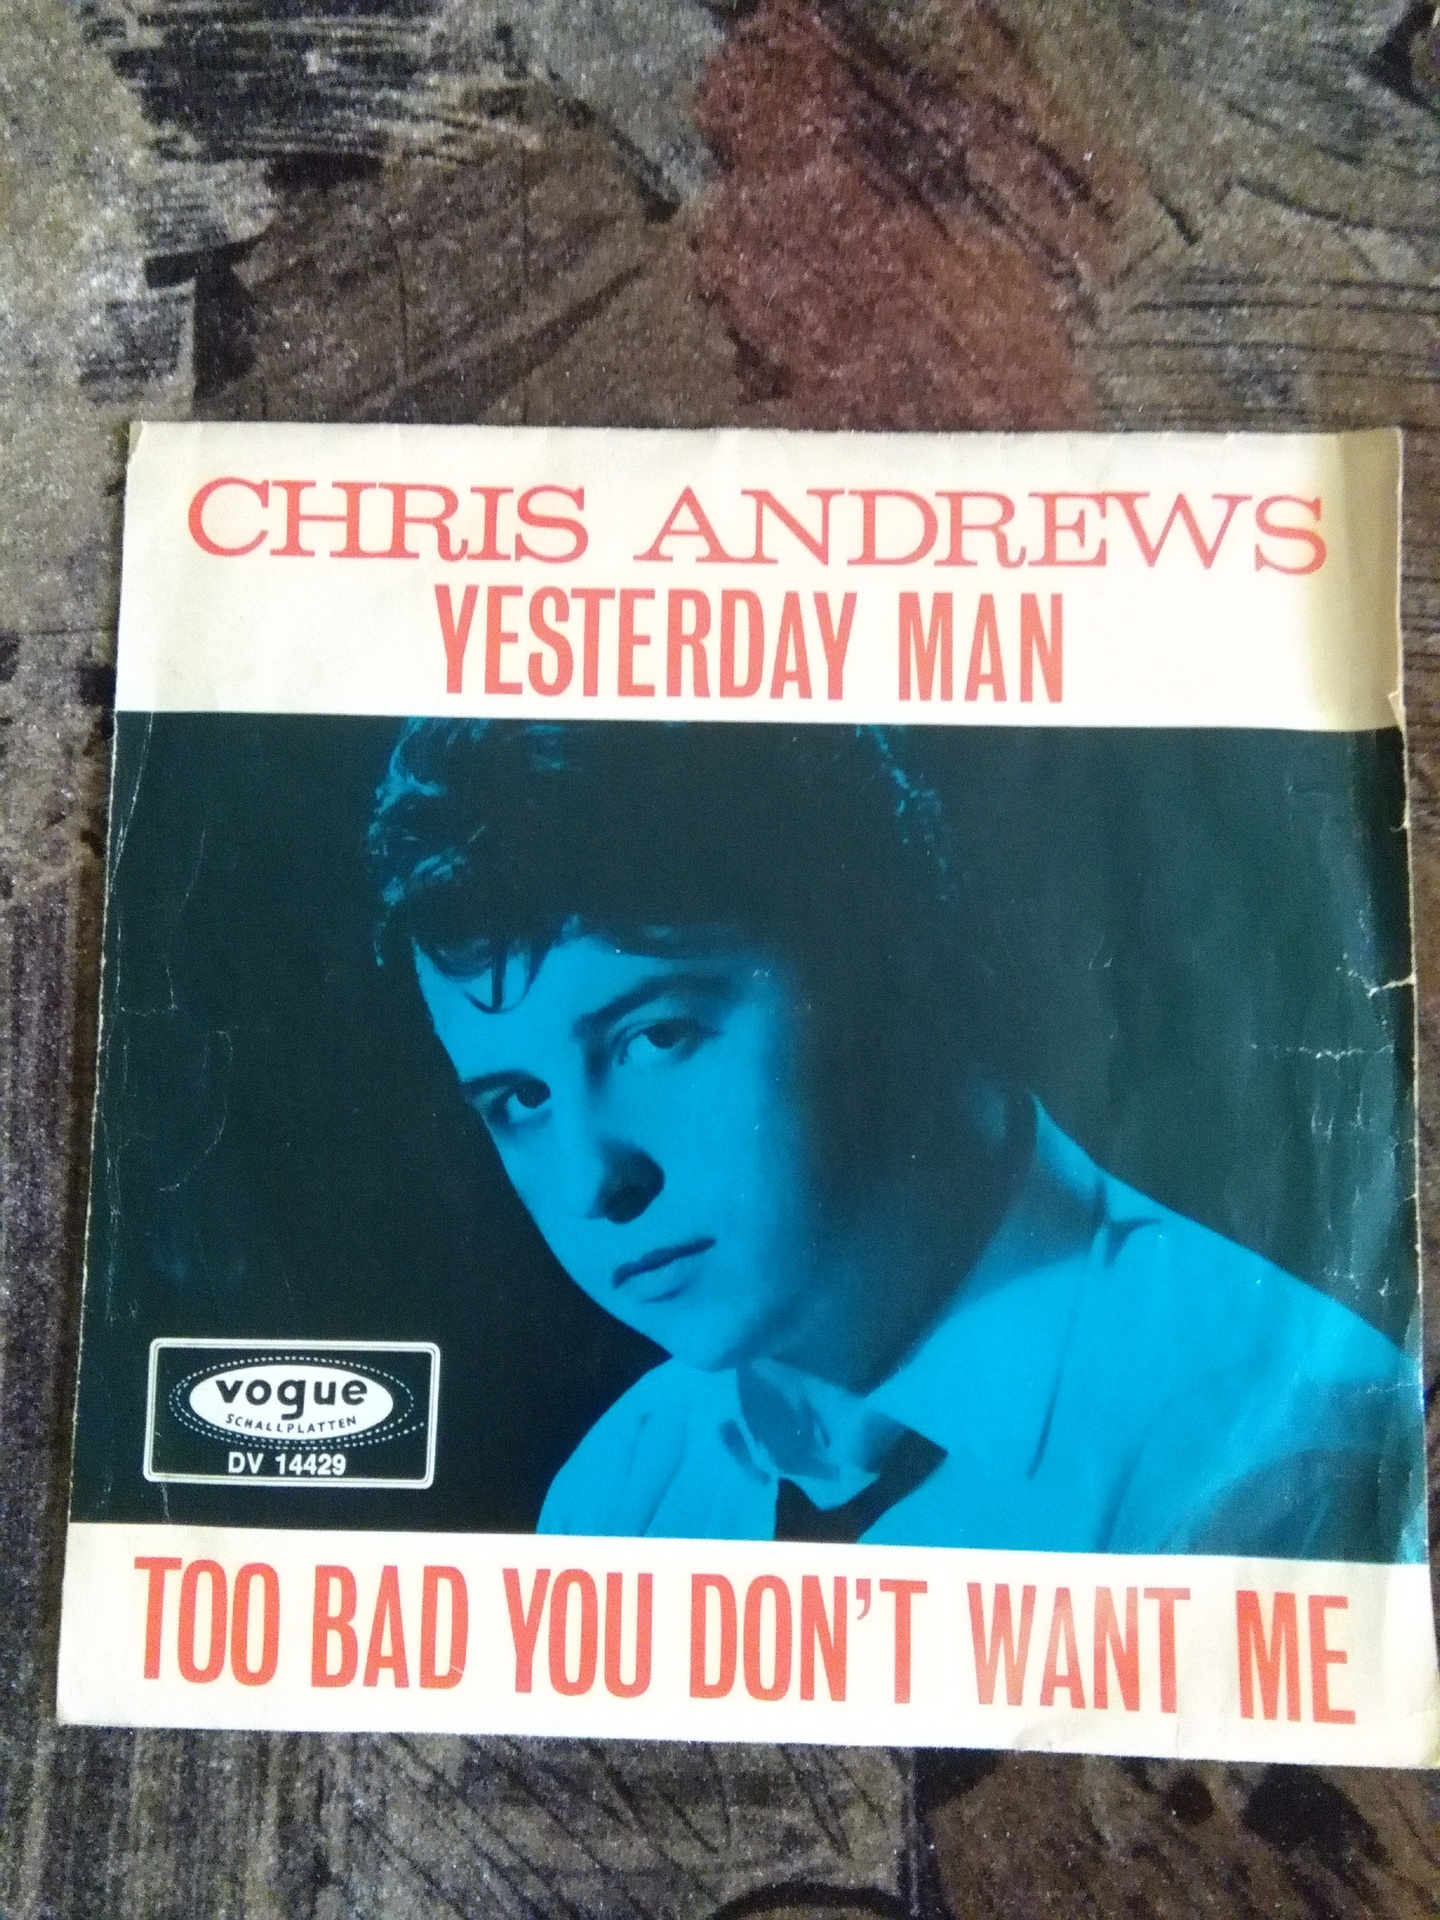 CHRIS ANDREWS
YESTERDAY MAN
vogue
SCHALLPLATTEN
DV 14429
TOO BAD YOU DON'T WANT ME